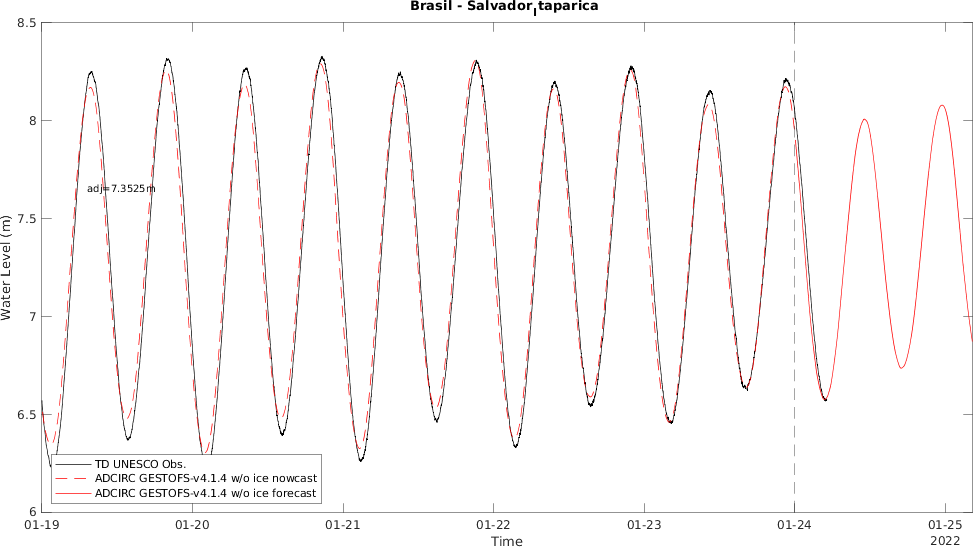 Brasil - Salvador_Itaparica
8.5
8
7.5
7
6.5
6
Water Level (m)
adj=7.3525m
TD UNESCO Obs.
ADCIRC GESTOFS-v4.1.4 w/o ice nowcast
ADCIRC GESTOFS-v4.1.4 w/o ice forecast
01-19
01-20
01-21
01-22
01-23
01-24
01-25
Time
2022